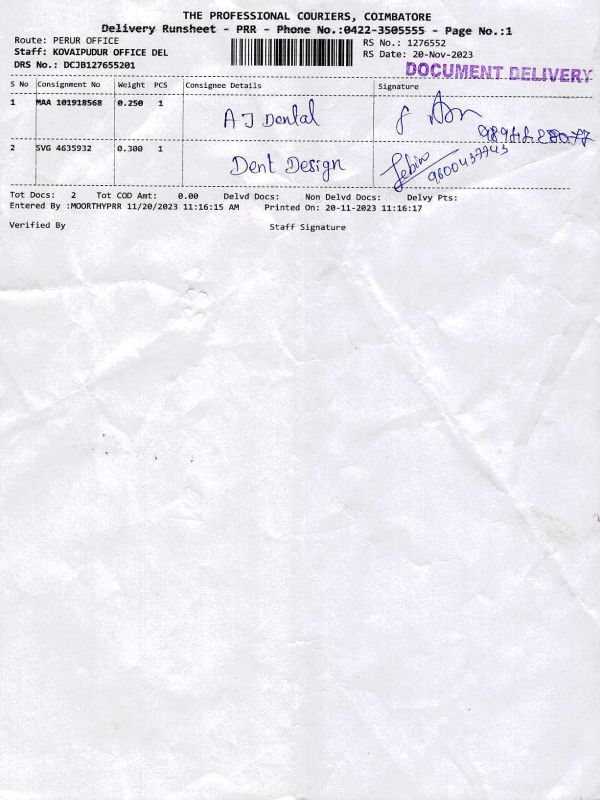 THE PROFESSIONAL COURIERS, COIMBATORE
Delivery Runsheet - PRR - Phone No.:0422-3505555 - Page No.:1
Route: PERUR OFFICE RS No.: 1276552
Staff: KOVAIPUDUR OFFICE DEL RS Date: 20-Nov-2023
DRS No.: DCJB127655201 DOCUMENT DELIVERY
S No Consignment No Weight PCS Consignee Details Signature
1 MAA 101918568 0.250 1 A J Dental
2 SVG 4635932 0.300 1 Dent Design Jebin 9600437743
Tot Docs: 2 Tot COD Amt: 0.00 Delvd Docs: Non Delvd Docs: Delvy Pts:
Entered By :MOORTHYPRR 11/20/2023 11:16:15 AM Printed On: 20-11-2023 11:16:17
Verified By Staff Signature